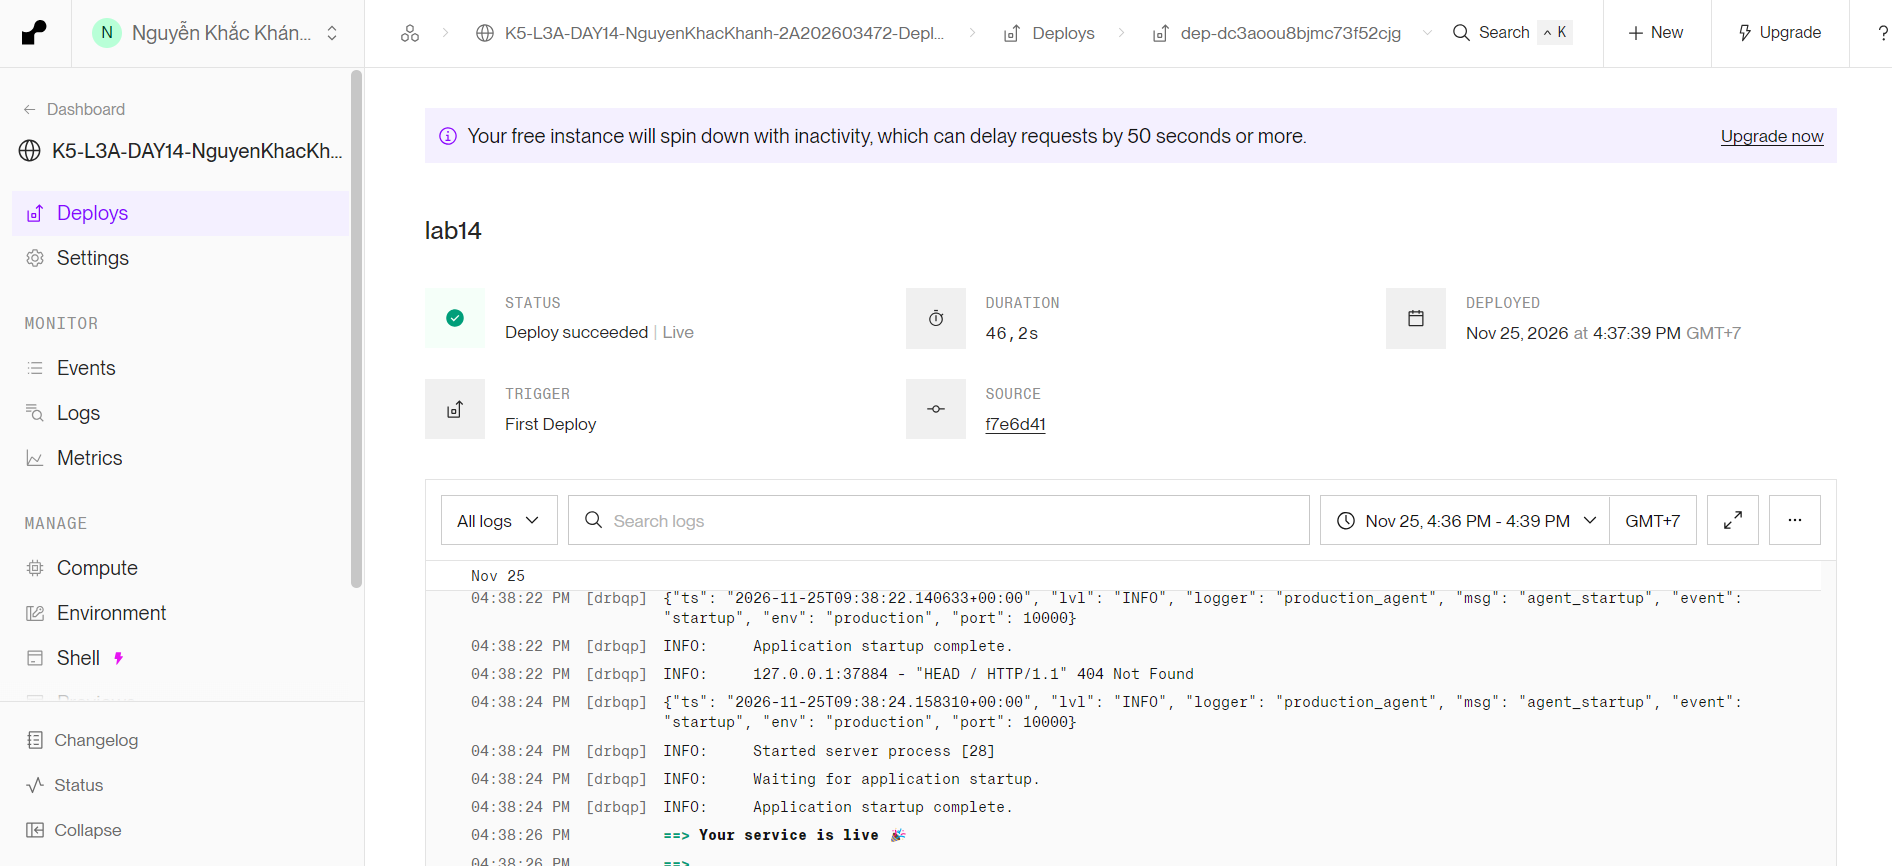 N Nguyễn Khắc Khán...
K5-L3A-DAY14-NguyenKhacKhanh-2A202603472-Depl...
Deploys
dep-dc3aoou8bjmc73f52cjg
Search ^ K
+ New
Upgrade
?
← Dashboard
K5-L3A-DAY14-NguyenKhacKh...
Deploys
Settings
MONITOR
Events
Logs
Metrics
MANAGE
Compute
Environment
Shell
Changelog
Status
Collapse
Your free instance will spin down with inactivity, which can delay requests by 50 seconds or more.
Upgrade now
lab14
STATUS
Deploy succeeded | Live
DURATION
46,2s
DEPLOYED
Nov 25, 2026 at 4:37:39 PM GMT+7
TRIGGER
First Deploy
SOURCE
f7e6d41
All logs
Search logs
Nov 25, 4:36 PM - 4:39 PM
GMT+7
...
Nov 25
04:38:22 PM [drbqp] {"ts": "2026-11-25T09:38:22.140633+00:00", "lvl": "INFO", "logger": "production_agent", "msg": "agent_startup", "event":
"startup", "env": "production", "port": 10000}
04:38:22 PM [drbqp] INFO: Application startup complete.
04:38:22 PM [drbqp] INFO: 127.0.0.1:37884 - "HEAD / HTTP/1.1" 404 Not Found
04:38:24 PM [drbqp] {"ts": "2026-11-25T09:38:24.158310+00:00", "lvl": "INFO", "logger": "production_agent", "msg": "agent_startup", "event":
"startup", "env": "production", "port": 10000}
04:38:24 PM [drbqp] INFO: Started server process [28]
04:38:24 PM [drbqp] INFO: Waiting for application startup.
04:38:24 PM [drbqp] INFO: Application startup complete.
04:38:26 PM ==> Your service is live 🎉
04:38:26 PM ==>